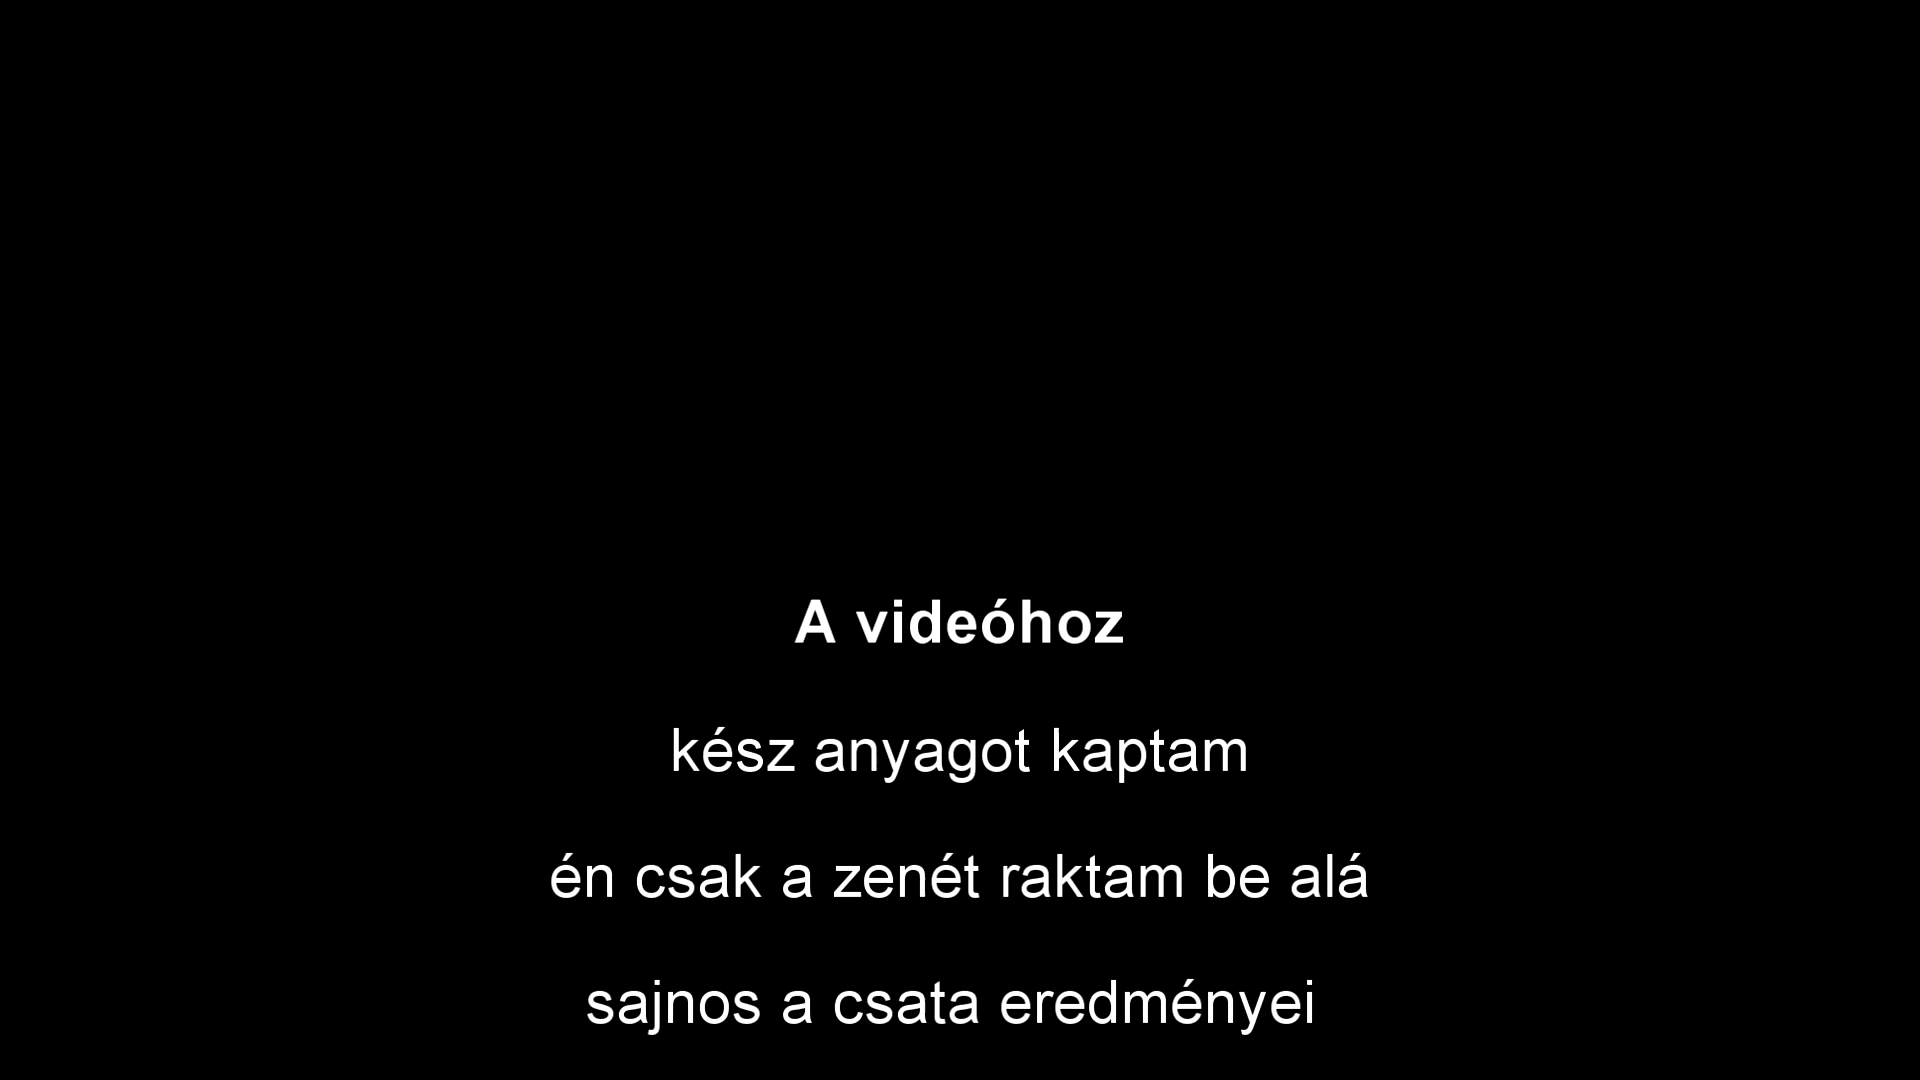 A videóhoz
kész anyagot kaptam
én csak a zenét raktam be alá
sajnos a csata eredményei